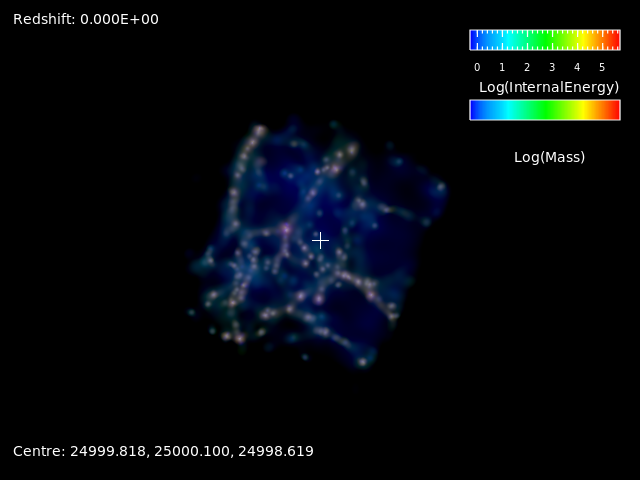 Redshift: 0.000E+00
0 1 2 3 4 5
Log(InternalEnergy)
Log(Mass)
Centre: 24999.818, 25000.100, 24998.619